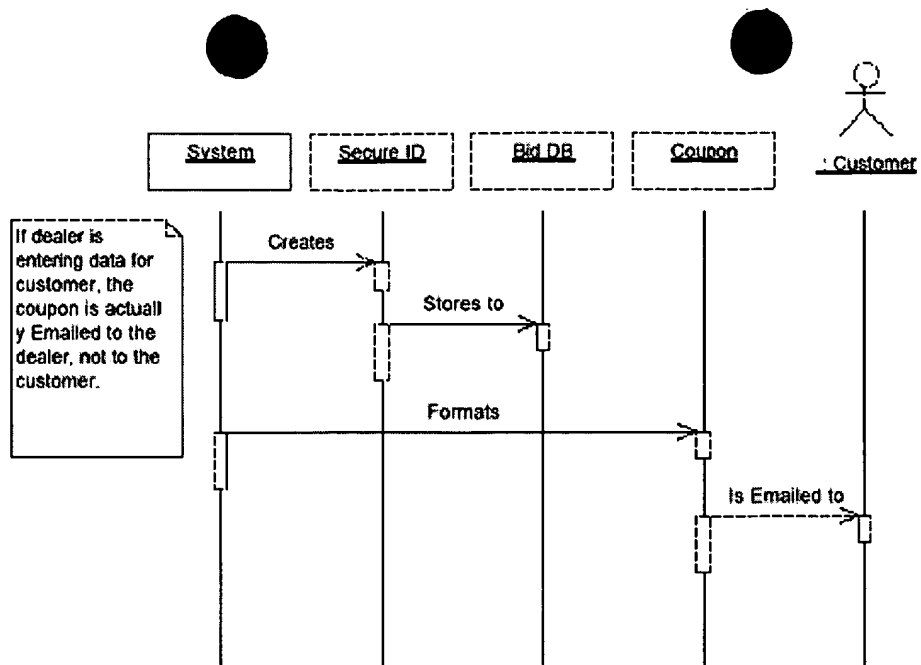 System
Secure ID
Bid DB
Coupon
: Customer
If dealer is
entering data for
customer, the
coupon is actuall
y Emailed to the
dealer, not to the
customer.
Creates
Stores to
Formats
Is Emailed to